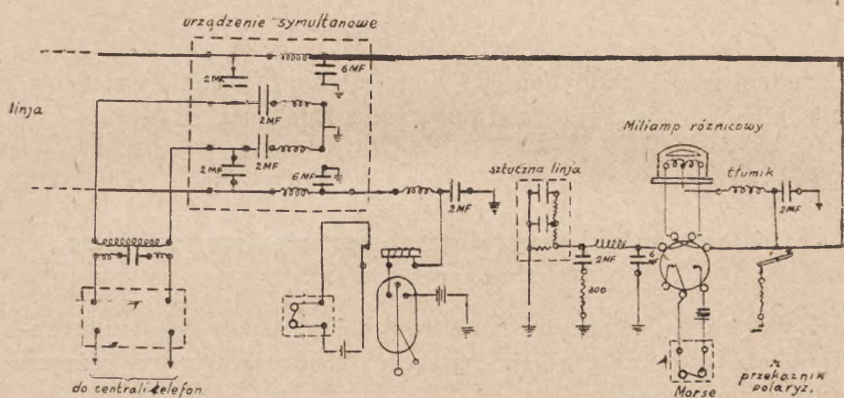 urządzenie symultanowe
2MF
6MF
linja
2MF
2MF
2MF
6MF
2MF
Miliamp różnicowy
sztuczna linja
tłumik
2MF
2MF
6
300
do centrali telefon.
Morse
przekaźnik
polaryz.